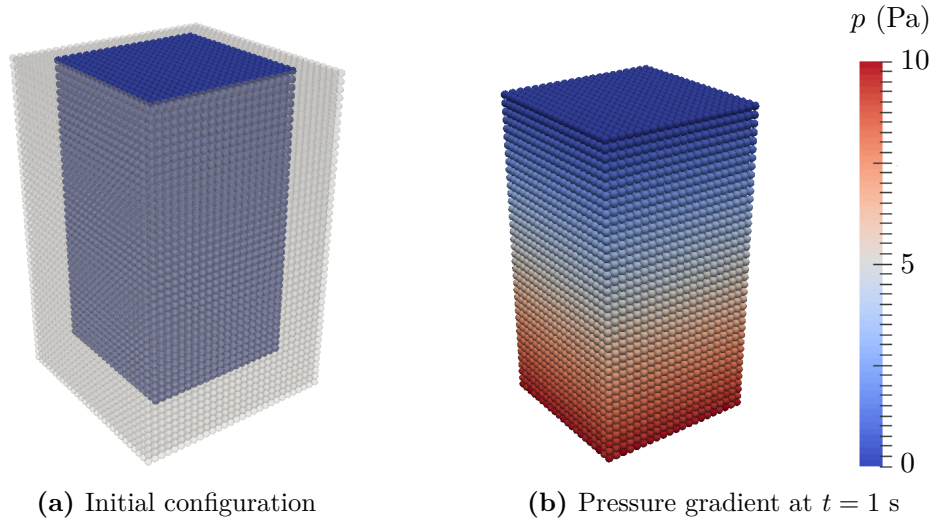 p (Pa)
10
5
0
(a) Initial configuration
(b) Pressure gradient at t = 1 s